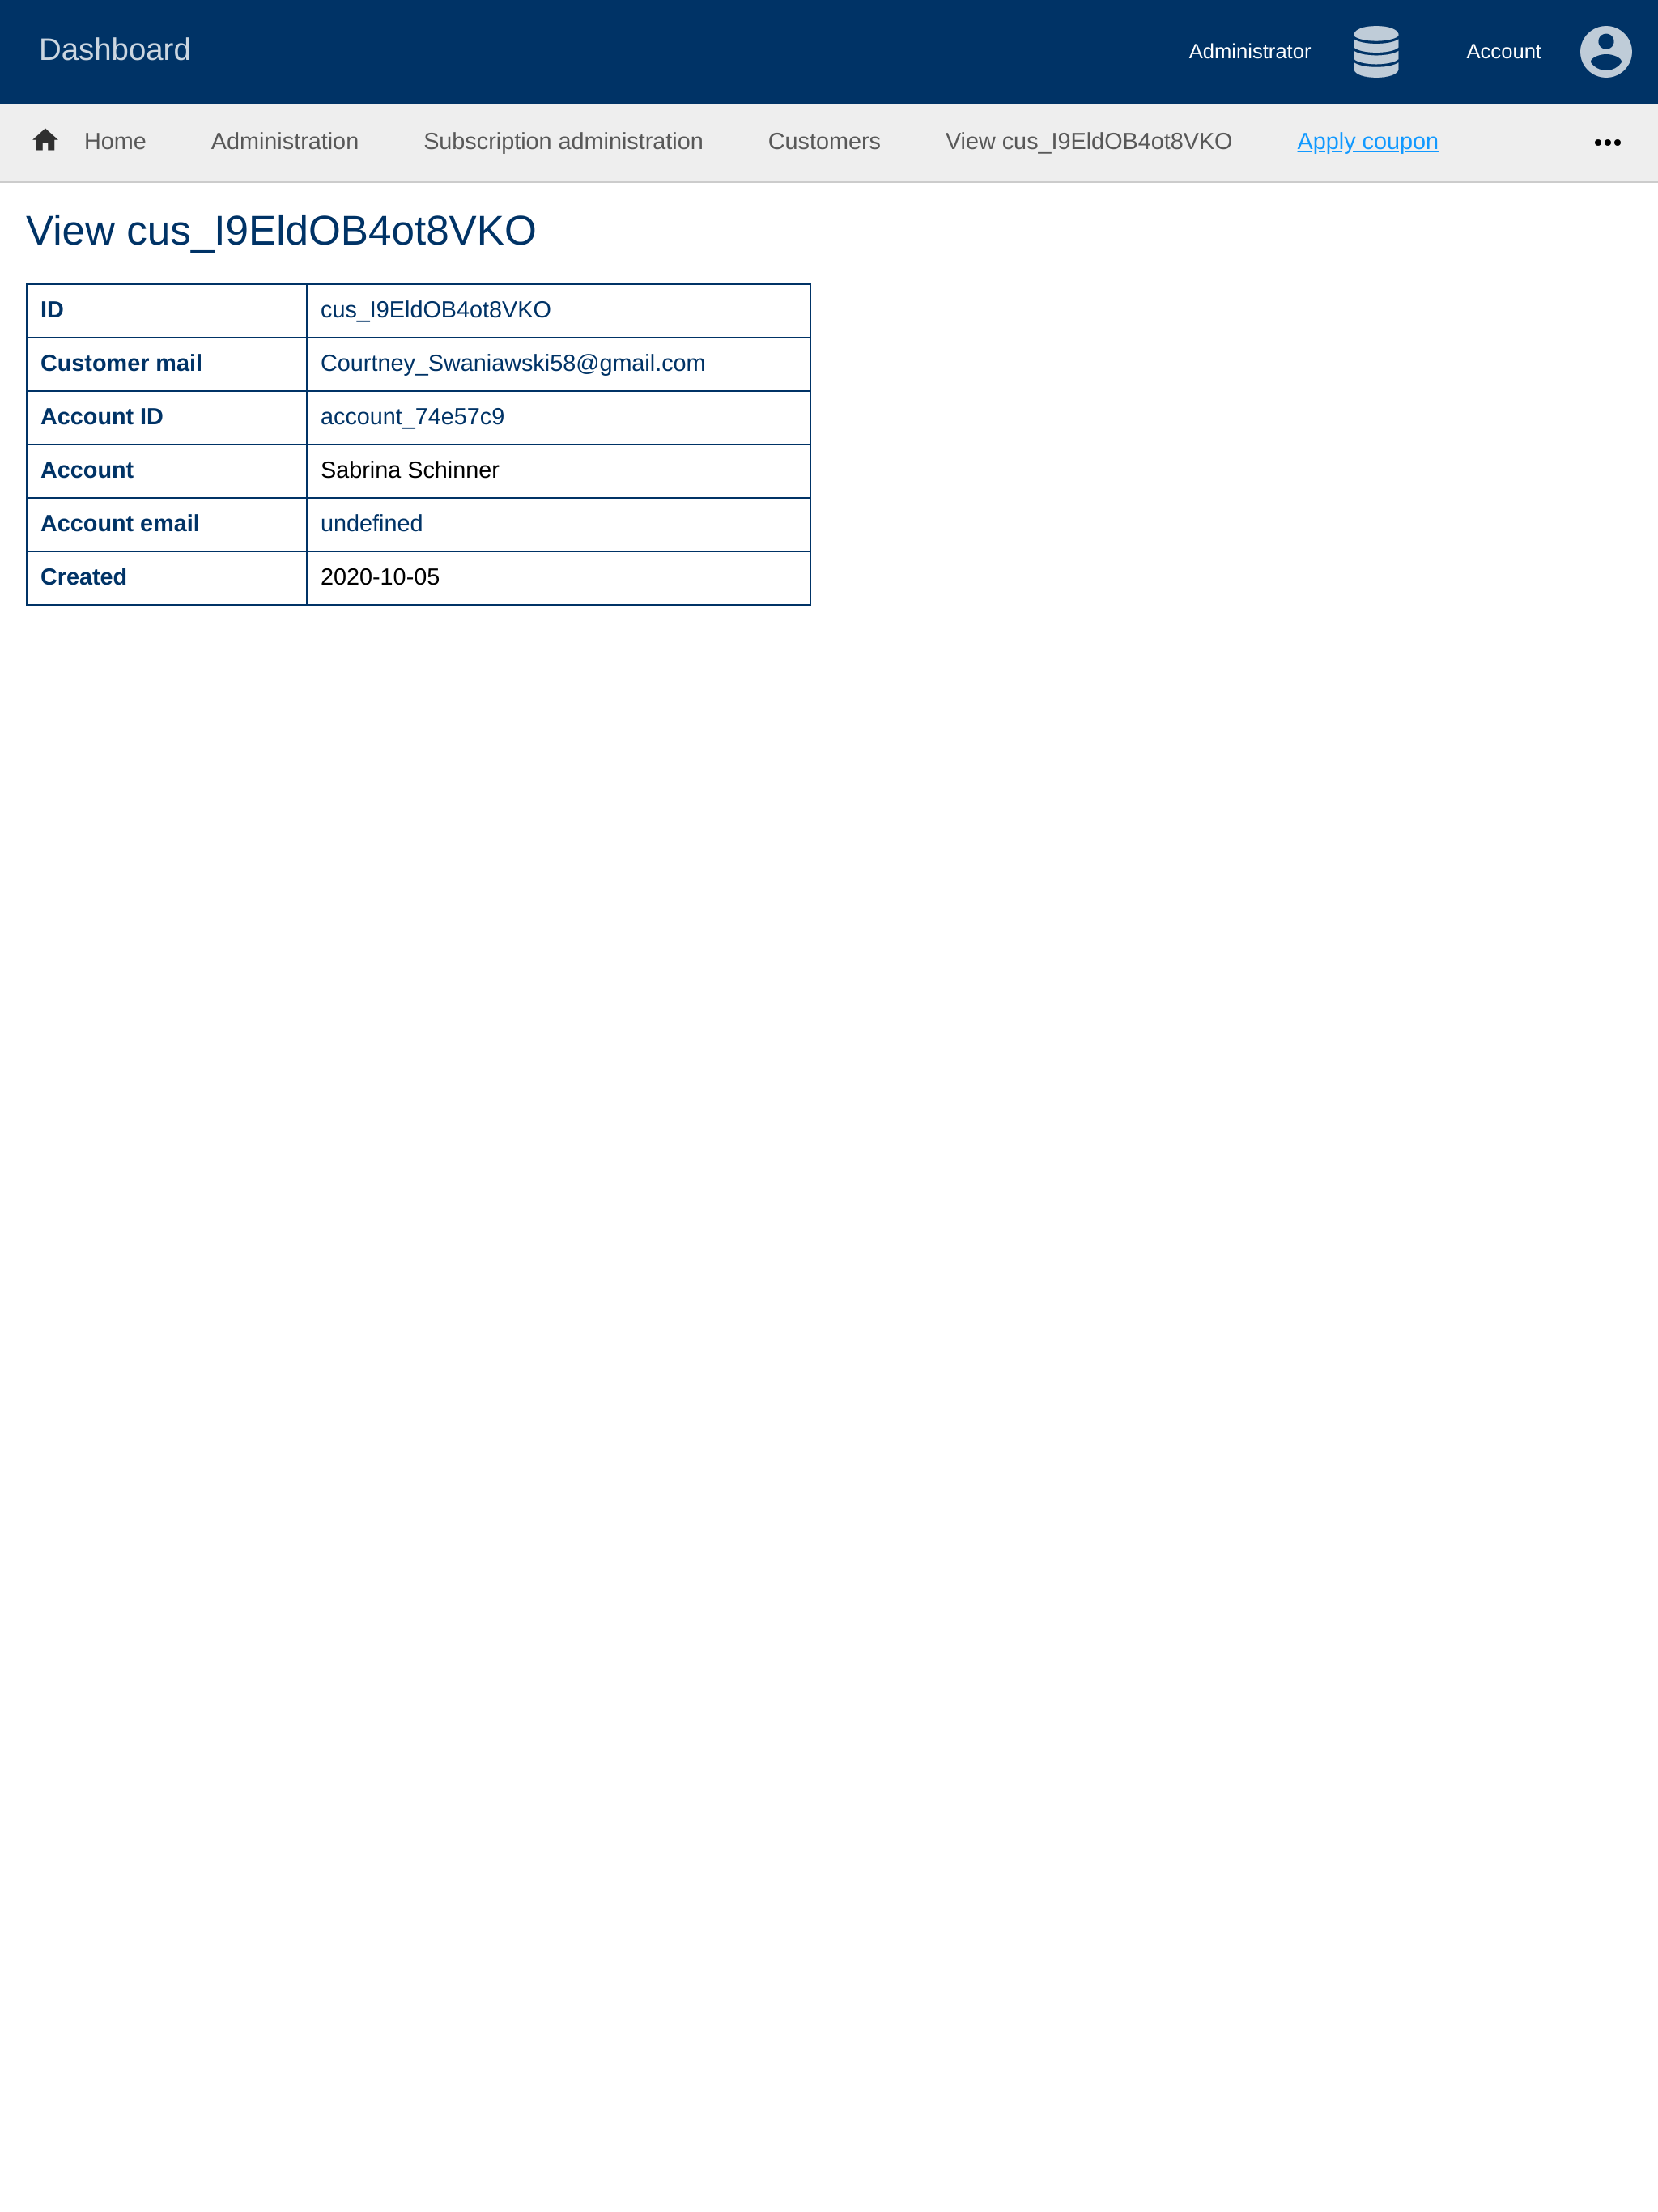 Dashboard
Administrator
Account
Home
Administration
Subscription administration
Customers
View cus_I9EldOB4ot8VKO
Apply coupon
View cus_I9EldOB4ot8VKO
ID cus_I9EldOB4ot8VKO
Customer mail Courtney_Swaniawski58@gmail.com
Account ID account_74e57c9
Account Sabrina Schinner
Account email undefined
Created 2020-10-05